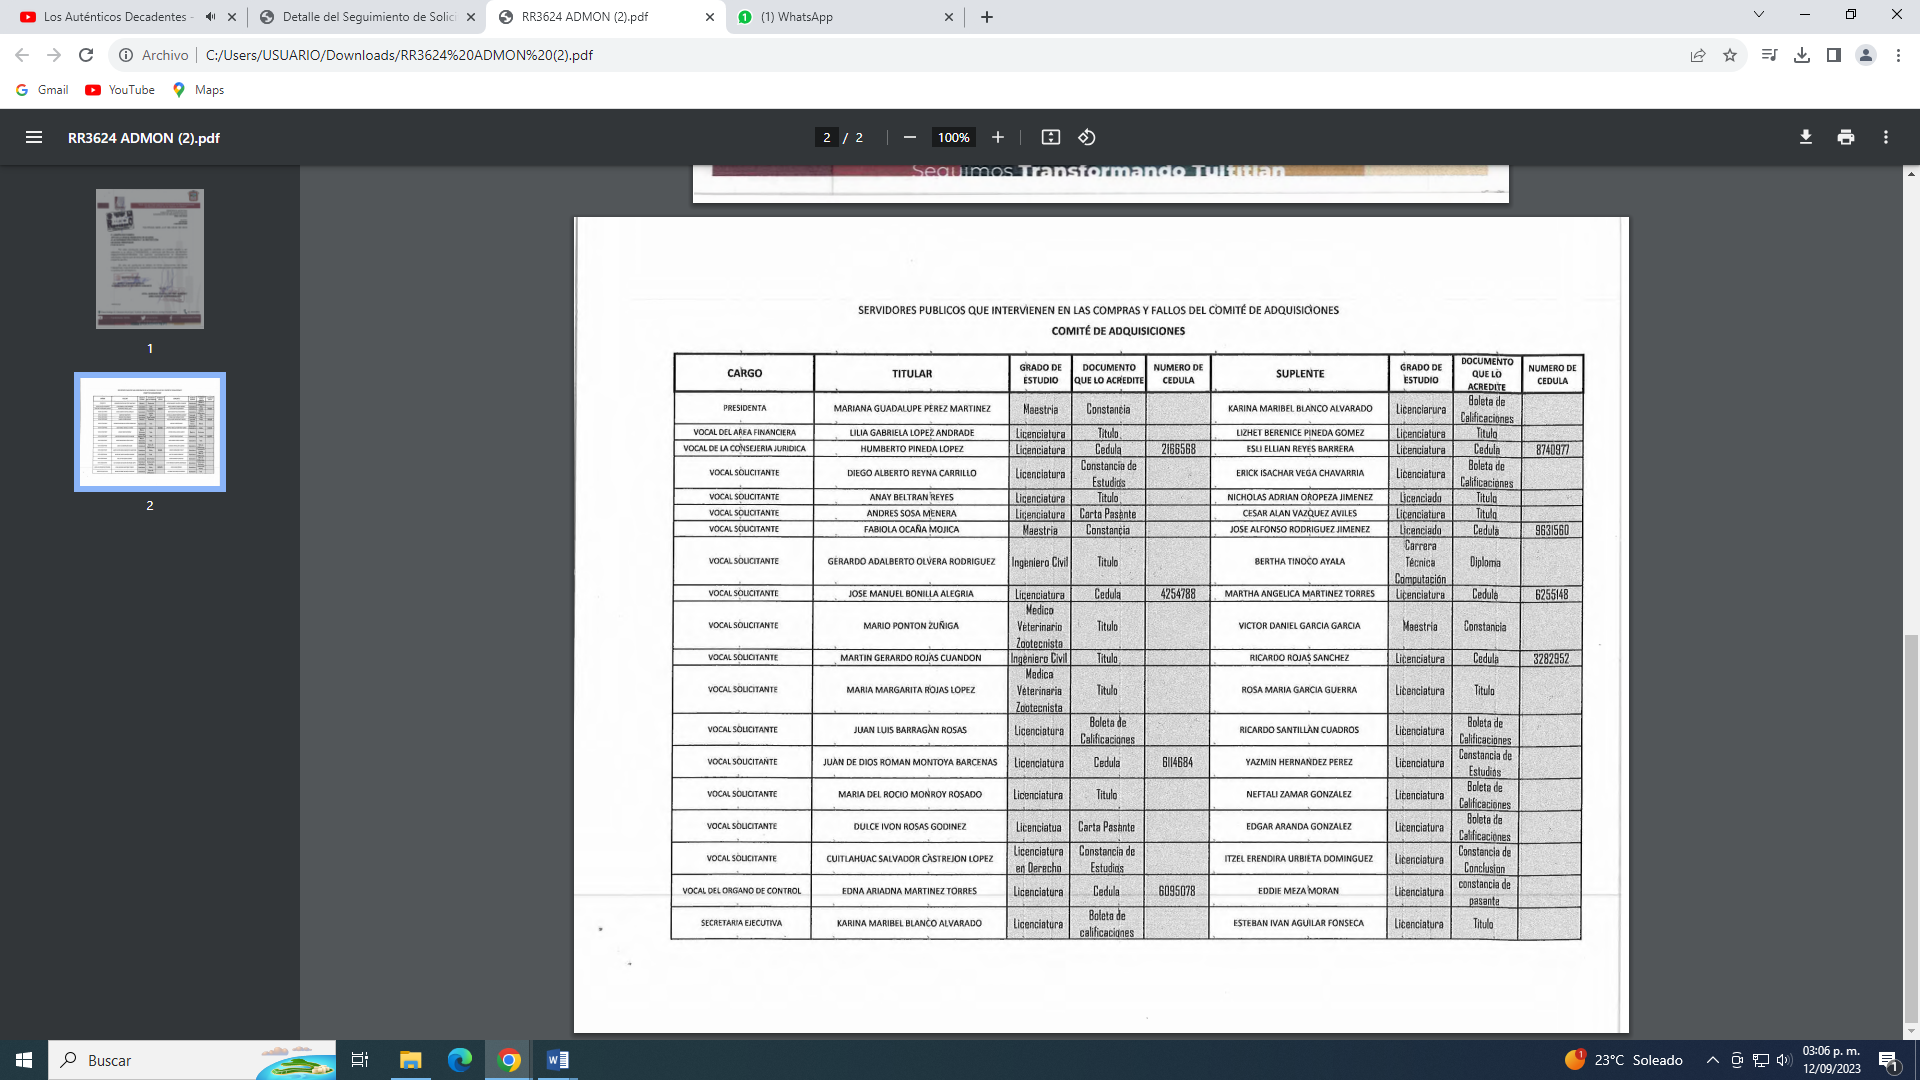 Los Auténticos Decadentes -
Detalle del Seguimiento de Solici
RR3624 ADMON (2).pdf
(1) WhatsApp
Archivo C:/Users/USUARIO/Downloads/RR3624%20ADMON%20(2).pdf
Gmail YouTube Maps
RR3624 ADMON (2).pdf 2 / 2 100%
Seguimos Transformando Tultitlán
1
2
SERVIDORES PUBLICOS QUE INTERVIENEN EN LAS COMPRAS Y FALLOS DEL COMITÉ DE ADQUISICIONES
COMITÉ DE ADQUISICIONES
CARGO TITULAR GRADO DE ESTUDIO DOCUMENTO QUE LO ACREDITE NUMERO DE CEDULA SUPLENTE GRADO DE ESTUDIO DOCUMENTO QUE LO ACREDITE NUMERO DE CEDULA
PRESIDENTA MARIANA GUADALUPE PEREZ MARTINEZ Maestria Constancia KARINA MARIBEL BLANCO ALVARADO Licenciarura Boleta de Calificaciones
VOCAL DEL AREA FINANCIERA LILIA GABRIELA LOPEZ ANDRADE Licenciatura Titulo LIZHET BERENICE PINEDA GOMEZ Licenciatura Titulo
VOCAL DE LA CONSEJERIA JURIDICA HUMBERTO PINEDA LOPEZ Licenciatura Cedula 2166568 ESLI ELLIAN REYES BARRERA Licenciatura Cedula 8740977
VOCAL SOLICITANTE DIEGO ALBERTO REYNA CARRILLO Licenciatura Constancia de Estudios ERICK ISACHAR VEGA CHAVARRIA Licenciatura Boleta de Calificaciones
VOCAL SOLICITANTE ANAY BELTRAN REYES Licenciatura Titulo NICHOLAS ADRIAN OROPEZA JIMENEZ Licenciado Titulo
VOCAL SOLICITANTE ANDRES SOSA MENERA Licenciatura Carta Pasante CESAR ALAN VAZQUEZ AVILES Licenciatura Titulo
VOCAL SOLICITANTE FABIOLA OCAÑA MOJICA Maestria Constancia JOSE ALFONSO RODRIGUEZ JIMENEZ Licenciado Cedula 9631560
VOCAL SOLICITANTE GERARDO ADALBERTO OLVERA RODRIGUEZ Ingeniero Civil Titulo BERTHA TINOCO AYALA Carrera Técnica Computación Diploma
VOCAL SOLICITANTE JOSE MANUEL BONILLA ALEGRIA Licenciatura Cedula 4254788 MARTHA ANGELICA MARTINEZ TORRES Licenciatura Cedula 6255148
VOCAL SOLICITANTE MARIO PONTON ZUÑIGA Medico Veterinario Zootecnista Titulo VICTOR DANIEL GARCIA GARCIA Maestria Constancia
VOCAL SOLICITANTE MARTIN GERARDO ROJAS CUANDON Ingeniero Civil Titulo RICARDO ROJAS SANCHEZ Licenciatura Cedula 3282952
VOCAL SOLICITANTE MARIA MARGARITA ROJAS LOPEZ Medica Veterinaria Zootecnista Titulo ROSA MARIA GARCIA GUERRA Licenciatura Titulo
VOCAL SOLICITANTE JUAN LUIS BARRAGÀN ROSAS Licenciatura Boleta de Calificaciones RICARDO SANTILLÀN CUADROS Licenciatura Boleta de Calificaciones
VOCAL SOLICITANTE JUAN DE DIOS ROMAN MONTOYA BARCENAS Licenciatura Cedula 6114684 YAZMIN HERNANDEZ PEREZ Licenciatura Constancia de Estudios
VOCAL SOLICITANTE MARIA DEL ROCIO MONROY ROSADO Licenciatura Titulo NEFTALI ZAMAR GONZALEZ Licenciatura Boleta de Calificaciones
VOCAL SOLICITANTE DULCE IVON ROSAS GODINEZ Licenciatua Carta Pasante EDGAR ARANDA GONZALEZ Licenciatura Boleta de Calificaciones
VOCAL SOLICITANTE CUITLAHUAC SALVADOR CASTREJON LOPEZ Licenciatura en Derecho Constancia de Estudios ITZEL ERENDIRA URBIETA DOMINGUEZ Licenciatura Constancia de Conclusion
VOCAL DEL ORGANO DE CONTROL EDNA ARIADNA MARTINEZ TORRES Licenciatura Cedula 6095078 EDDIE MEZA MORAN Licenciatura constancia de pasante
SECRETARIA EJECUTIVA KARINA MARIBEL BLANCO ALVARADO Licenciatura Boleta de calificaciones ESTEBAN IVAN AGUILAR FONSECA Licenciatura Titulo
Buscar
23°C Soleado
03:06 p. m.
12/09/2023